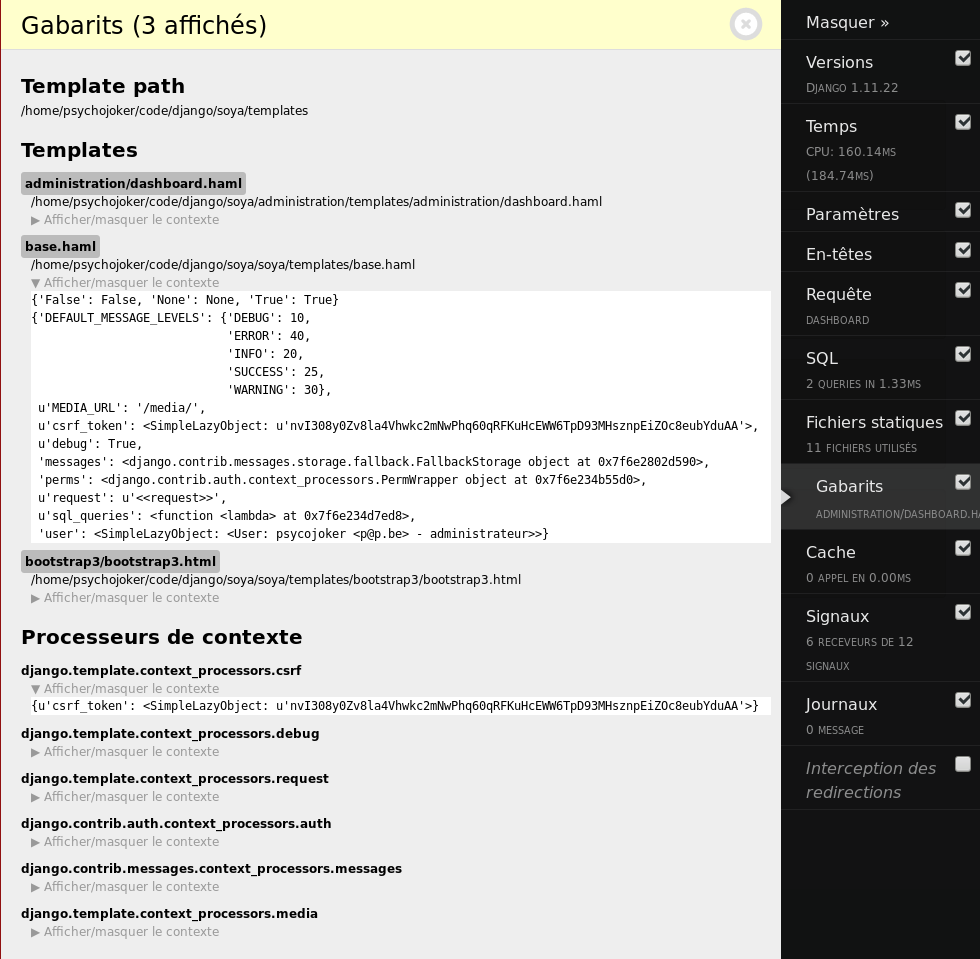 Gabarits (3 affichés)
Template path
/home/psychojoker/code/django/soya/templates
Templates
administration/dashboard.haml
/home/psychojoker/code/django/soya/administration/templates/administration/dashboard.haml
▶ Afficher/masquer le contexte
base.haml
/home/psychojoker/code/django/soya/soya/templates/base.haml
▼ Afficher/masquer le contexte
{'False': False, 'None': None, 'True': True}
{'DEFAULT_MESSAGE_LEVELS': {'DEBUG': 10,
                            'ERROR': 40,
                            'INFO': 20,
                            'SUCCESS': 25,
                            'WARNING': 30},
 u'MEDIA_URL': '/media/',
 u'csrf_token': <SimpleLazyObject: u'nvI308y0Zv8la4Vhwkc2mNwPhq60qRFKuHcEWW6TpD93MHsznpEiZOc8eubYduAA'>,
 u'debug': True,
 'messages': <django.contrib.messages.storage.fallback.FallbackStorage object at 0x7f6e2802d590>,
 'perms': <django.contrib.auth.context_processors.PermWrapper object at 0x7f6e234b55d0>,
 u'request': u'<<request>>',
 u'sql_queries': <function <lambda> at 0x7f6e234d7ed8>,
 'user': <SimpleLazyObject: <User: psycojoker <p@p.be> - administrateur>>}
bootstrap3/bootstrap3.html
/home/psychojoker/code/django/soya/soya/templates/bootstrap3/bootstrap3.html
▶ Afficher/masquer le contexte
Processeurs de contexte
django.template.context_processors.csrf
▼ Afficher/masquer le contexte
{u'csrf_token': <SimpleLazyObject: u'nvI308y0Zv8la4Vhwkc2mNwPhq60qRFKuHcEWW6TpD93MHsznpEiZOc8eubYduAA'>}
django.template.context_processors.debug
▶ Afficher/masquer le contexte
django.template.context_processors.request
▶ Afficher/masquer le contexte
django.contrib.auth.context_processors.auth
▶ Afficher/masquer le contexte
django.contrib.messages.context_processors.messages
▶ Afficher/masquer le contexte
django.template.context_processors.media
▶ Afficher/masquer le contexte
Masquer »
Versions
DJANGO 1.11.22
Temps
CPU: 160.14MS
(184.74MS)
Paramètres
En-têtes
Requête
DASHBOARD
SQL
2 QUERIES IN 1.33MS
Fichiers statiques
11 FICHIERS UTILISÉS
Gabarits
ADMINISTRATION/DASHBOARD.HA
Cache
0 APPEL EN 0.00MS
Signaux
6 RECEVEURS DE 12
SIGNAUX
Journaux
0 MESSAGE
Interception des
redirections